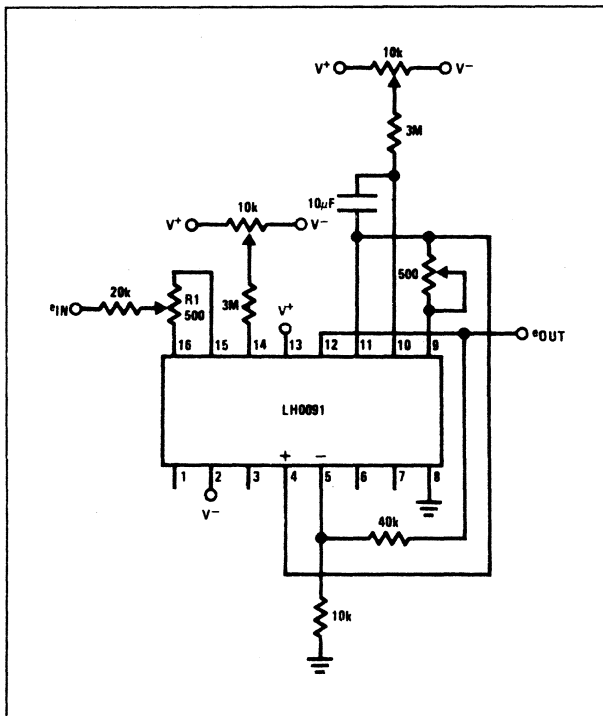 10k
V+ V−
3M
10µF
10k
V+ V−
500
20k R1 3M V+
eIN 500 eOUT
16 15 14 13 12 11 10 9
LH0091
+ −
1 2 3 4 5 6 7 8
V−
40k
10k